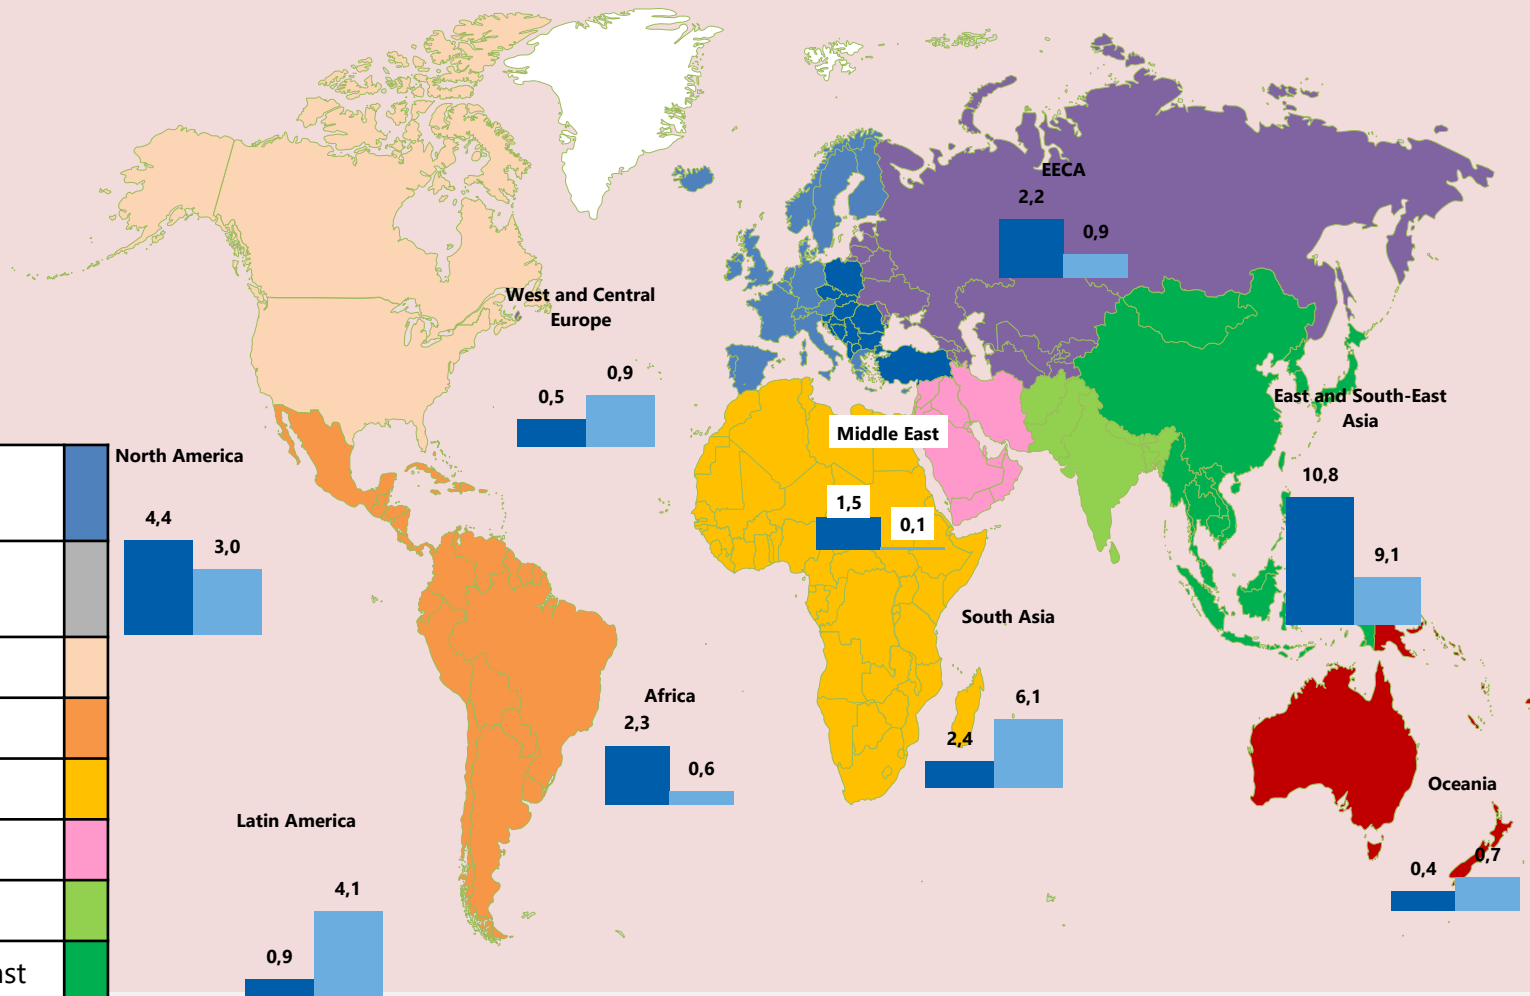 EECA
2,2
0,9
West and Central
Europe
0,5
0,9
East and South-East
Asia
10,8
9,1
Middle East
1,5
0,1
North America
4,4
3,0
South Asia
2,4
6,1
Africa
2,3
0,6
Oceania
0,4
0,7
Latin America
0,9
4,1